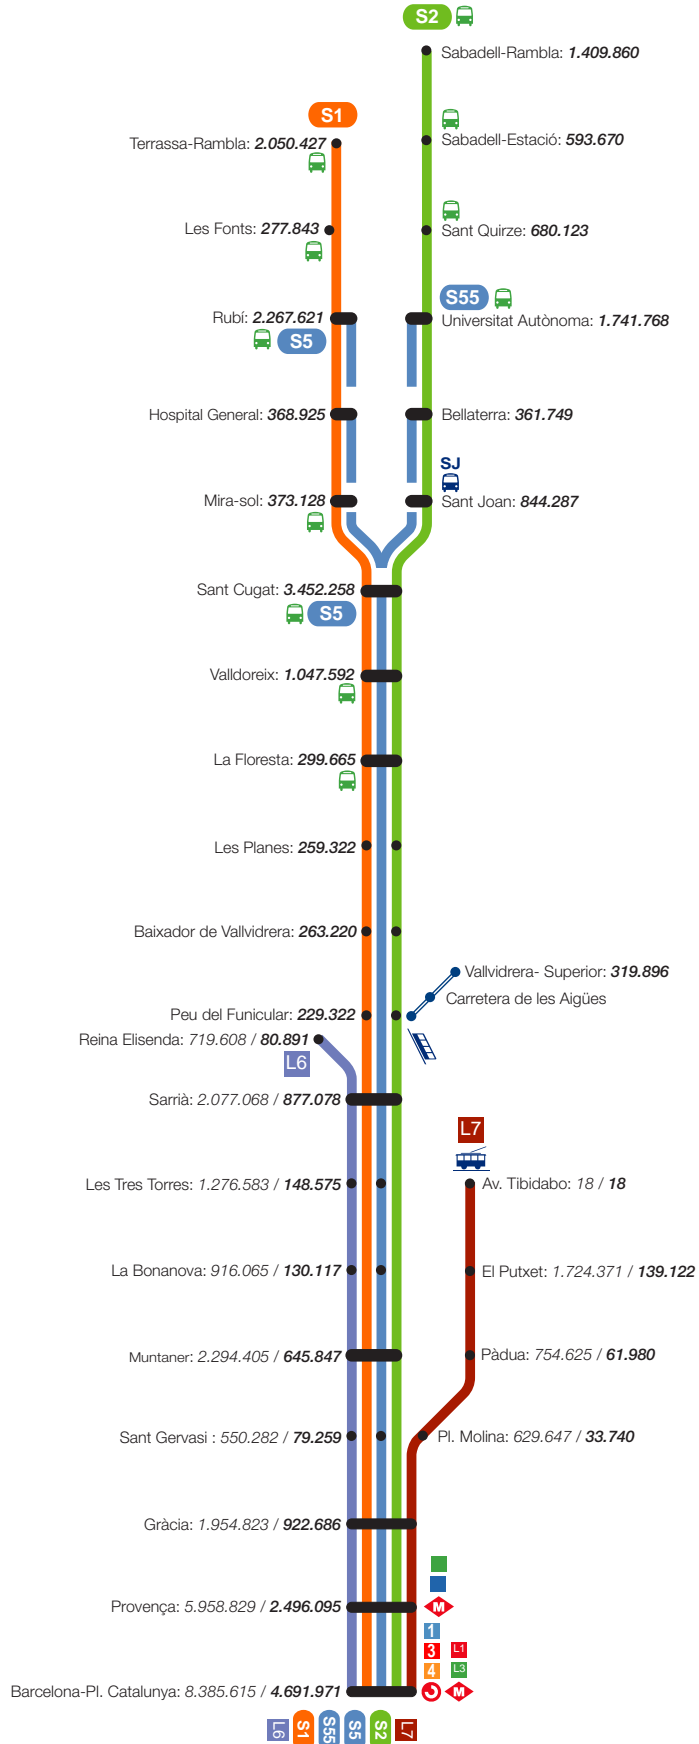 S2
Sabadell-Rambla: 1.409.860
S1
Terrassa-Rambla: 2.050.427
Sabadell-Estació: 593.670
Les Fonts: 277.843
Sant Quirze: 680.123
S55
Rubí: 2.267.621
Universitat Autònoma: 1.741.768
S5
Hospital General: 368.925
Bellaterra: 361.749
SJ
Mira-sol: 373.128
Sant Joan: 844.287
Sant Cugat: 3.452.258
S5
Valldoreix: 1.047.592
La Floresta: 299.665
Les Planes: 259.322
Baixador de Vallvidrera: 263.220
Vallvidrera- Superior: 319.896
Carretera de les Aigües
Peu del Funicular: 229.322
Reina Elisenda: 719.608 / 80.891
L6
Sarrià: 2.077.068 / 877.078
L7
Les Tres Torres: 1.276.583 / 148.575
Av. Tibidabo: 18 / 18
La Bonanova: 916.065 / 130.117
El Putxet: 1.724.371 / 139.122
Muntaner: 2.294.405 / 645.847
Pàdua: 754.625 / 61.980
Sant Gervasi : 550.282 / 79.259
Pl. Molina: 629.647 / 33.740
Gràcia: 1.954.823 / 922.686
Provença: 5.958.829 / 2.496.095
M
1
3 L1
4 L3
Barcelona-Pl. Catalunya: 8.385.615 / 4.691.971
M
L6 S1 S55 S5 S2 L7